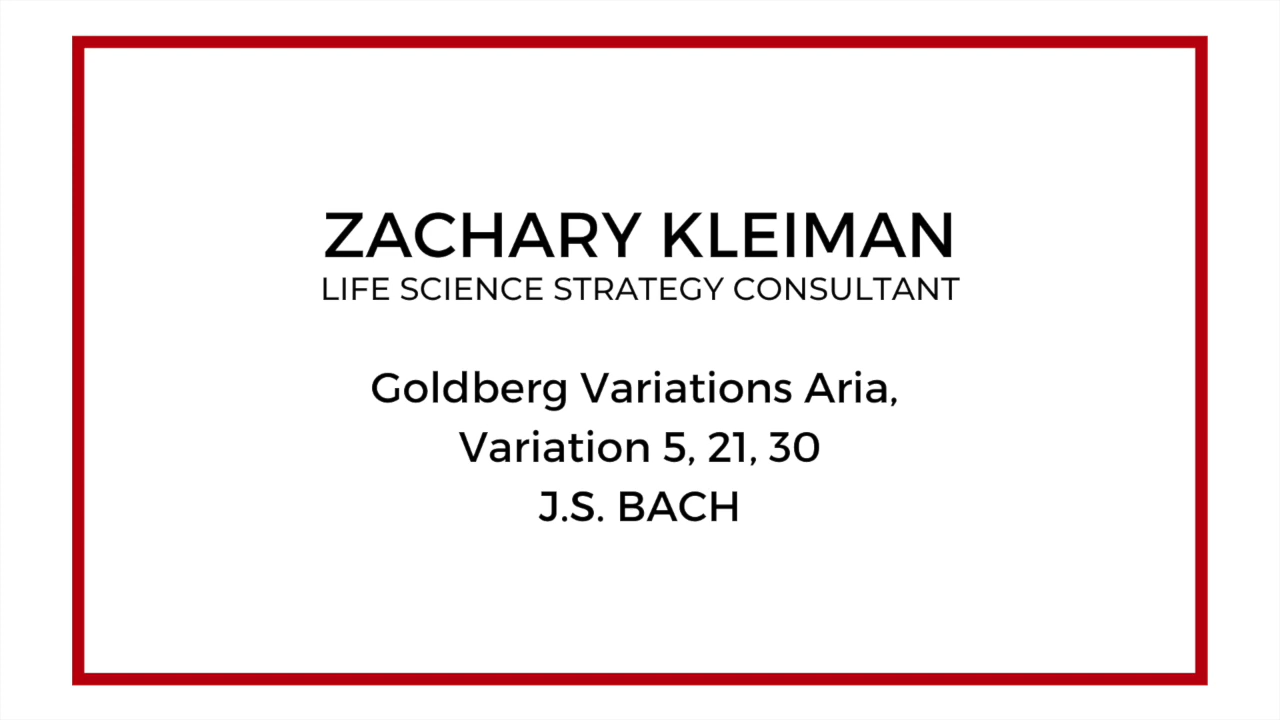 ZACHARY KLEIMAN
LIFE SCIENCE STRATEGY CONSULTANT
Goldberg Variations Aria,
Variation 5, 21, 30
J.S. BACH